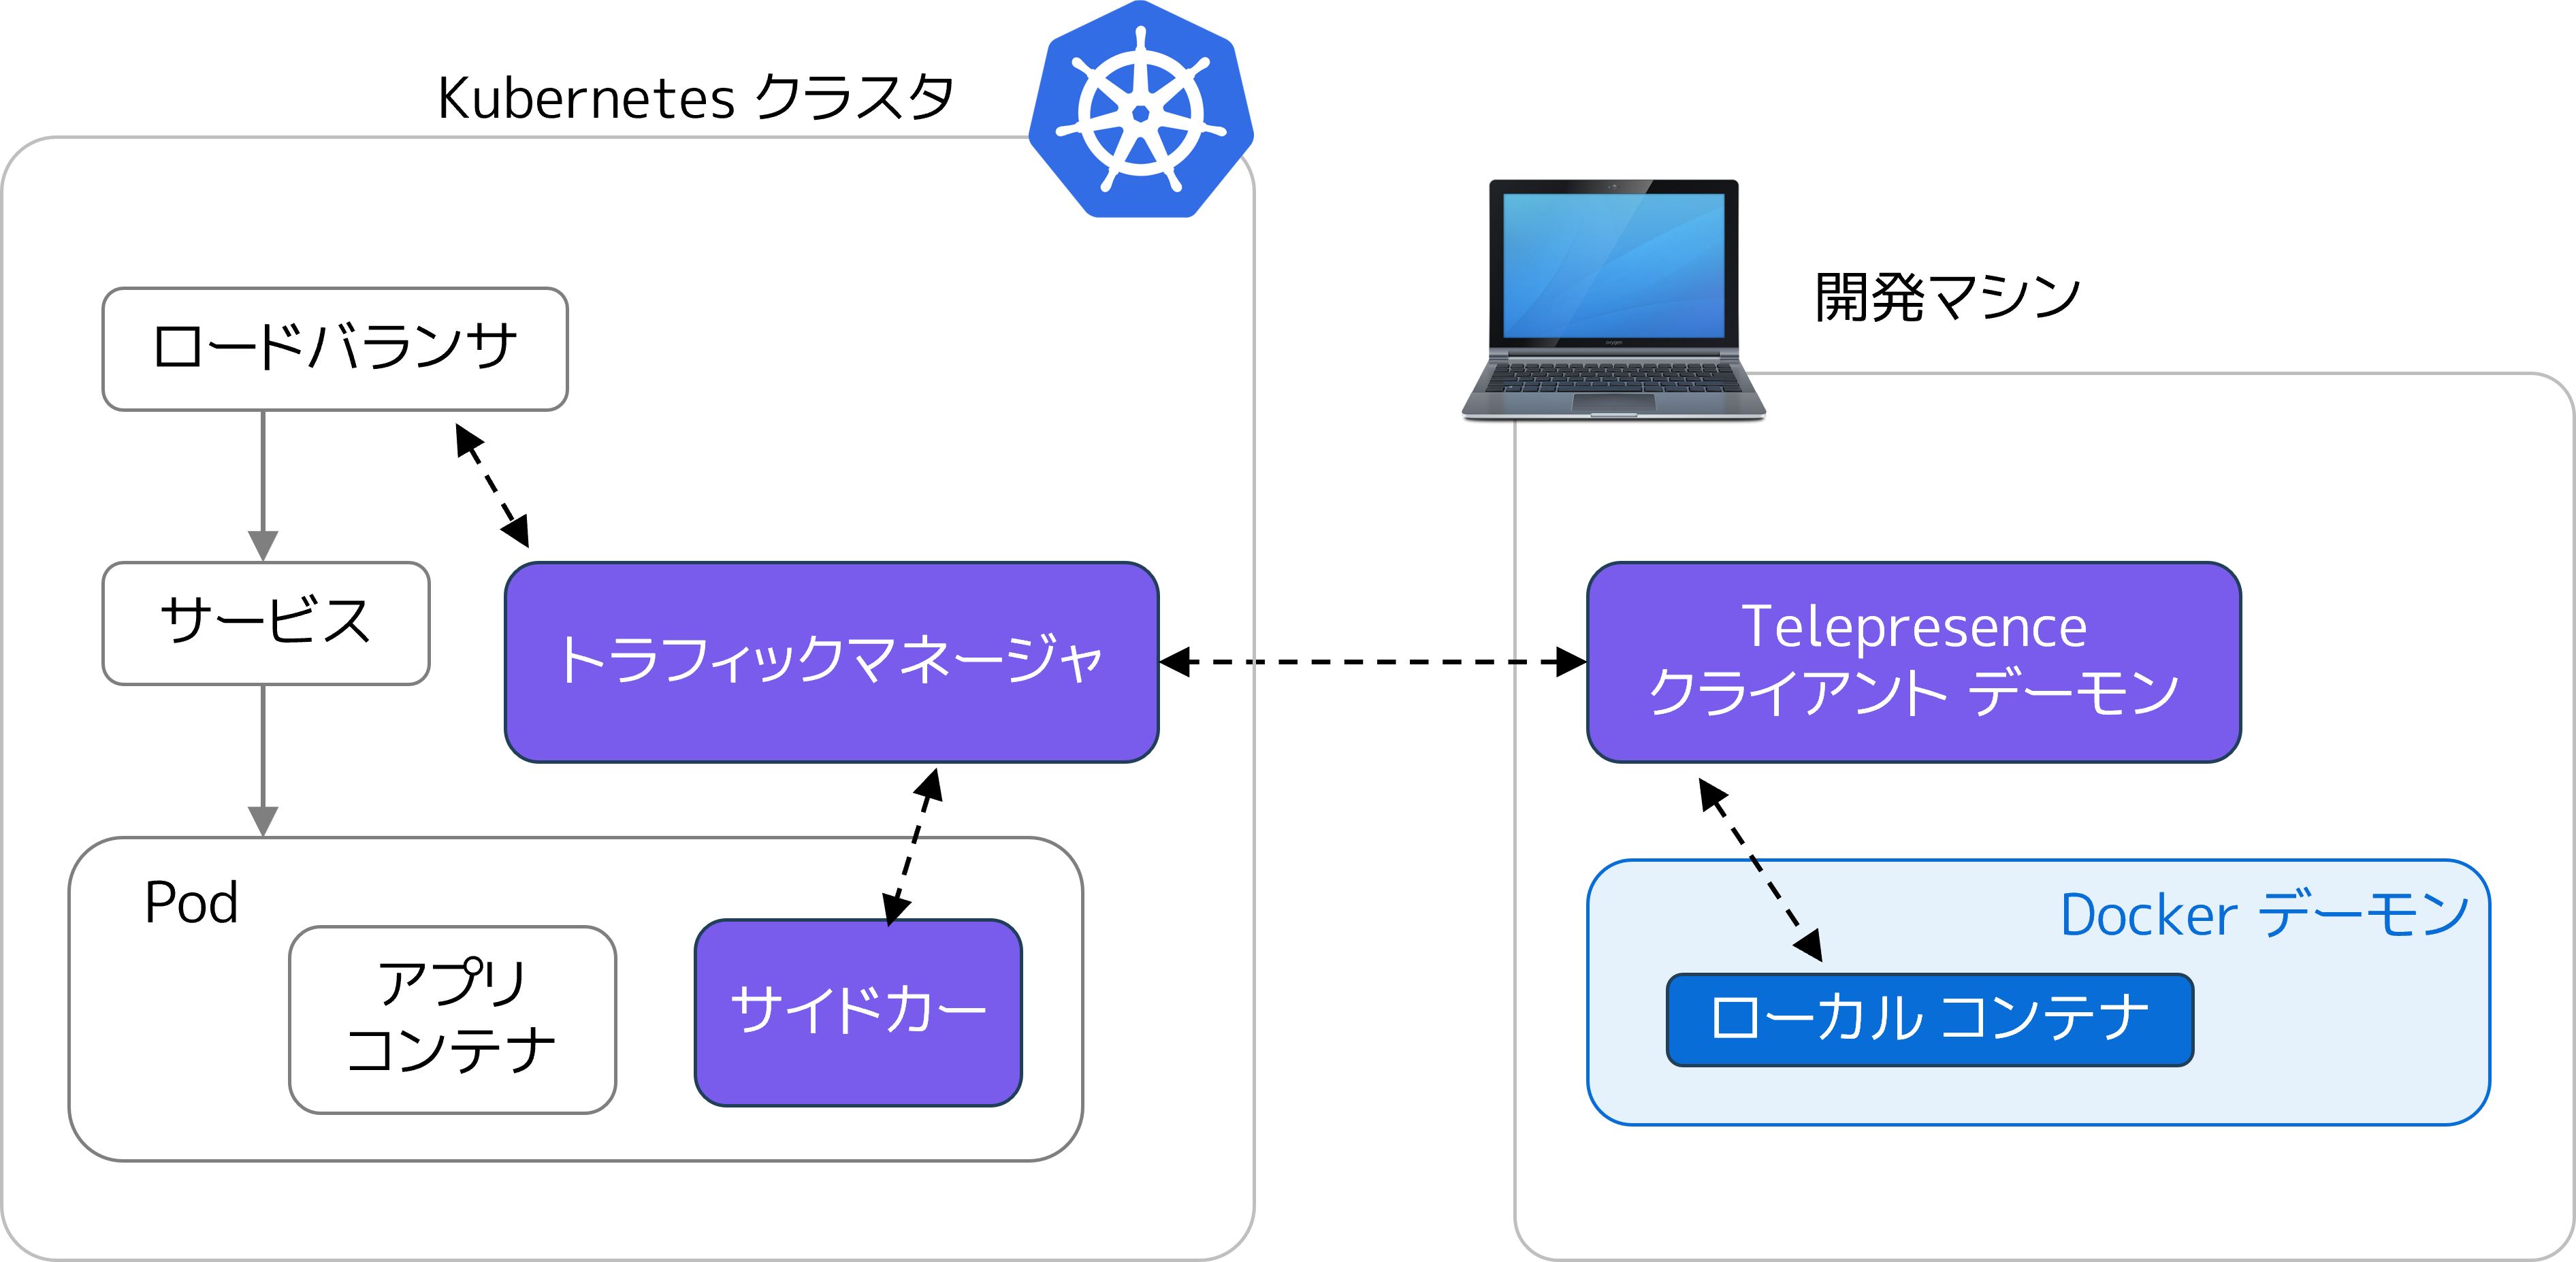 Kubernetes クラスタ
開発マシン
ロードバランサ
サービス
トラフィックマネージャ
Telepresence
クライアント デーモン
Pod
アプリ
コンテナ
サイドカー
Docker デーモン
ローカル コンテナ